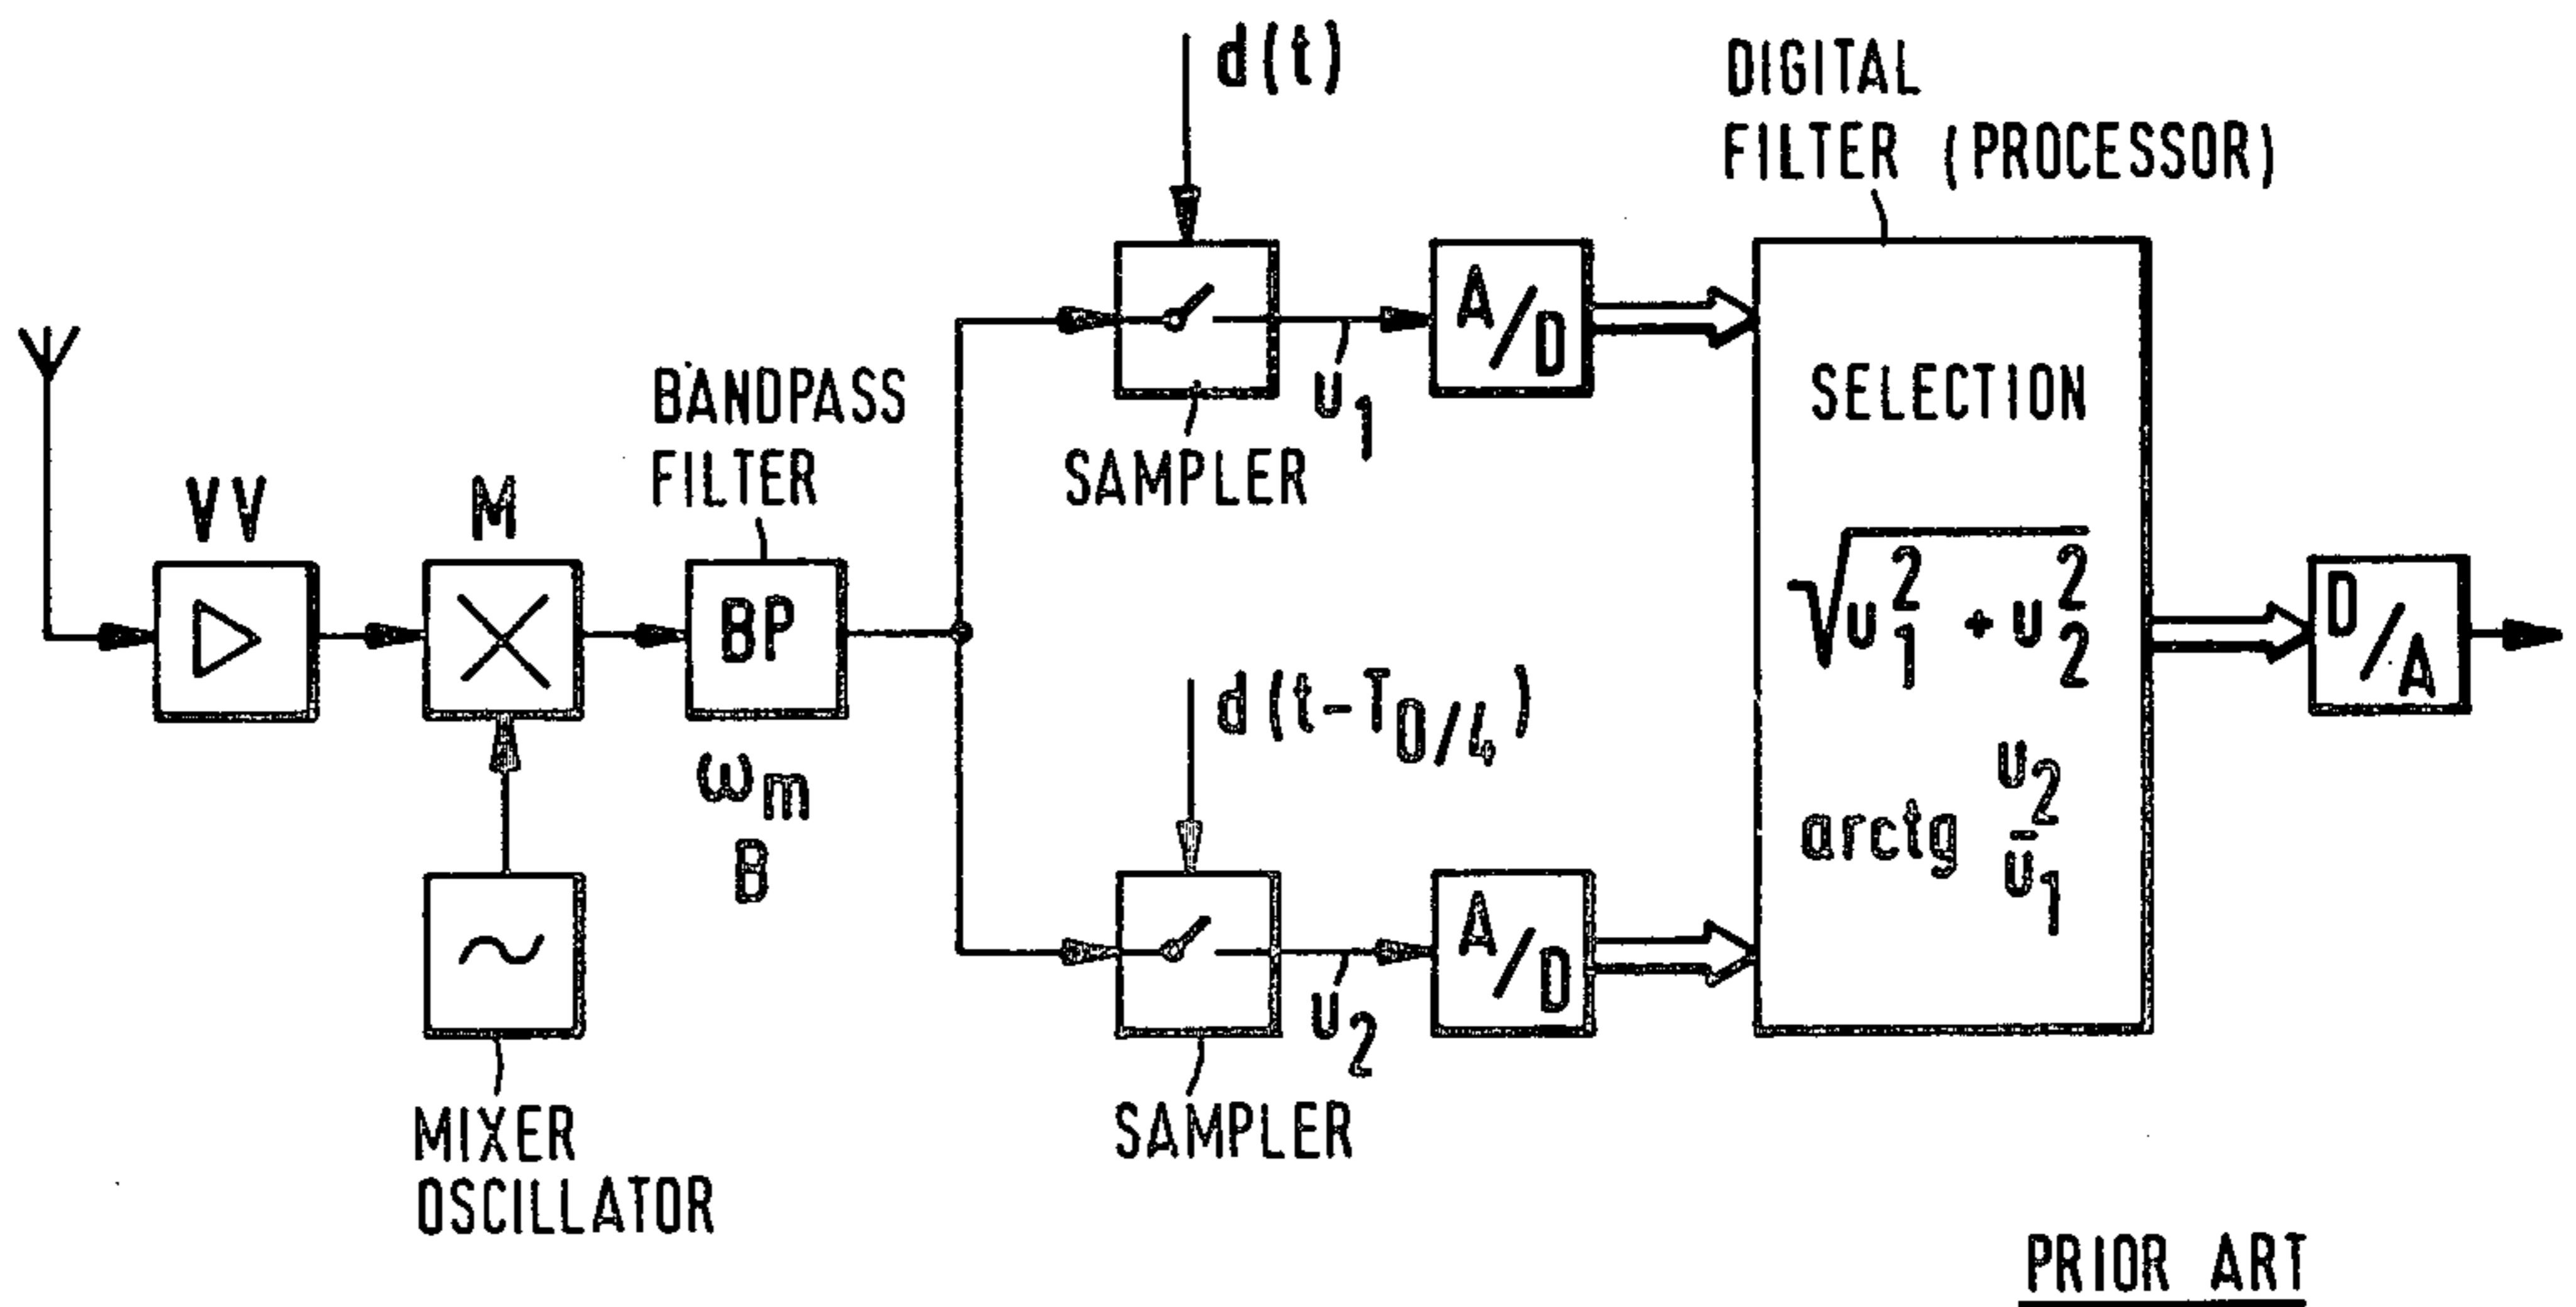 d(t)
DIGITAL
FILTER (PROCESSOR)
A/D
SELECTION
u1
BANDPASS
FILTER
SAMPLER
VV
M
BP
√u1² + u2²
D/A
d(t-T0/4)
ωm
B
arctg u2/u1
A/D
u2
SAMPLER
MIXER
OSCILLATOR
PRIOR ART